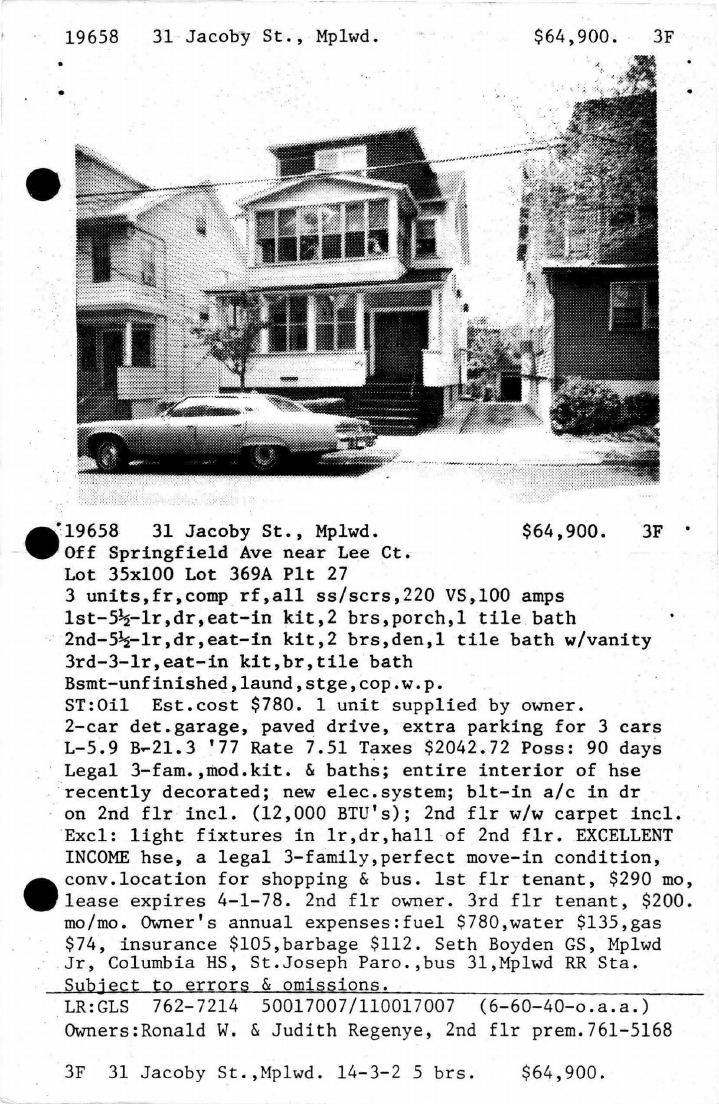 19658 31 Jacoby St., Mplwd. $64,900. 3F
19658 31 Jacoby St., Mplwd. $64,900. 3F
Off Springfield Ave near Lee Ct.
Lot 35x100 Lot 369A Plt 27
3 units,fr,comp rf,all ss/scrs,220 VS,100 amps
1st-5½-lr,dr,eat-in kit,2 brs,porch,1 tile bath
2nd-5½-lr,dr,eat-in kit,2 brs,den,1 tile bath w/vanity
3rd-3-lr,eat-in kit,br,tile bath
Bsmt-unfinished,laund,stge,cop.w.p.
ST:Oil Est.cost $780. 1 unit supplied by owner.
2-car det.garage, paved drive, extra parking for 3 cars
L-5.9 B-21.3 '77 Rate 7.51 Taxes $2042.72 Poss: 90 days
Legal 3-fam.,mod.kit. & baths; entire interior of hse
recently decorated; new elec.system; blt-in a/c in dr
on 2nd flr incl. (12,000 BTU's); 2nd flr w/w carpet incl.
Excl: light fixtures in lr,dr,hall of 2nd flr. EXCELLENT
INCOME hse, a legal 3-family,perfect move-in condition,
conv.location for shopping & bus. 1st flr tenant, $290 mo,
lease expires 4-1-78. 2nd flr owner. 3rd flr tenant, $200.
mo/mo. Owner's annual expenses:fuel $780,water $135,gas
$74, insurance $105,barbage $112. Seth Boyden GS, Mplwd
Jr, Columbia HS, St.Joseph Paro.,bus 31,Mplwd RR Sta.
Subject to errors & omissions.
LR:GLS 762-7214 50017007/110017007 (6-60-40-o.a.a.)
Owners:Ronald W. & Judith Regenye, 2nd flr prem.761-5168
3F 31 Jacoby St.,Mplwd. 14-3-2 5 brs. $64,900.